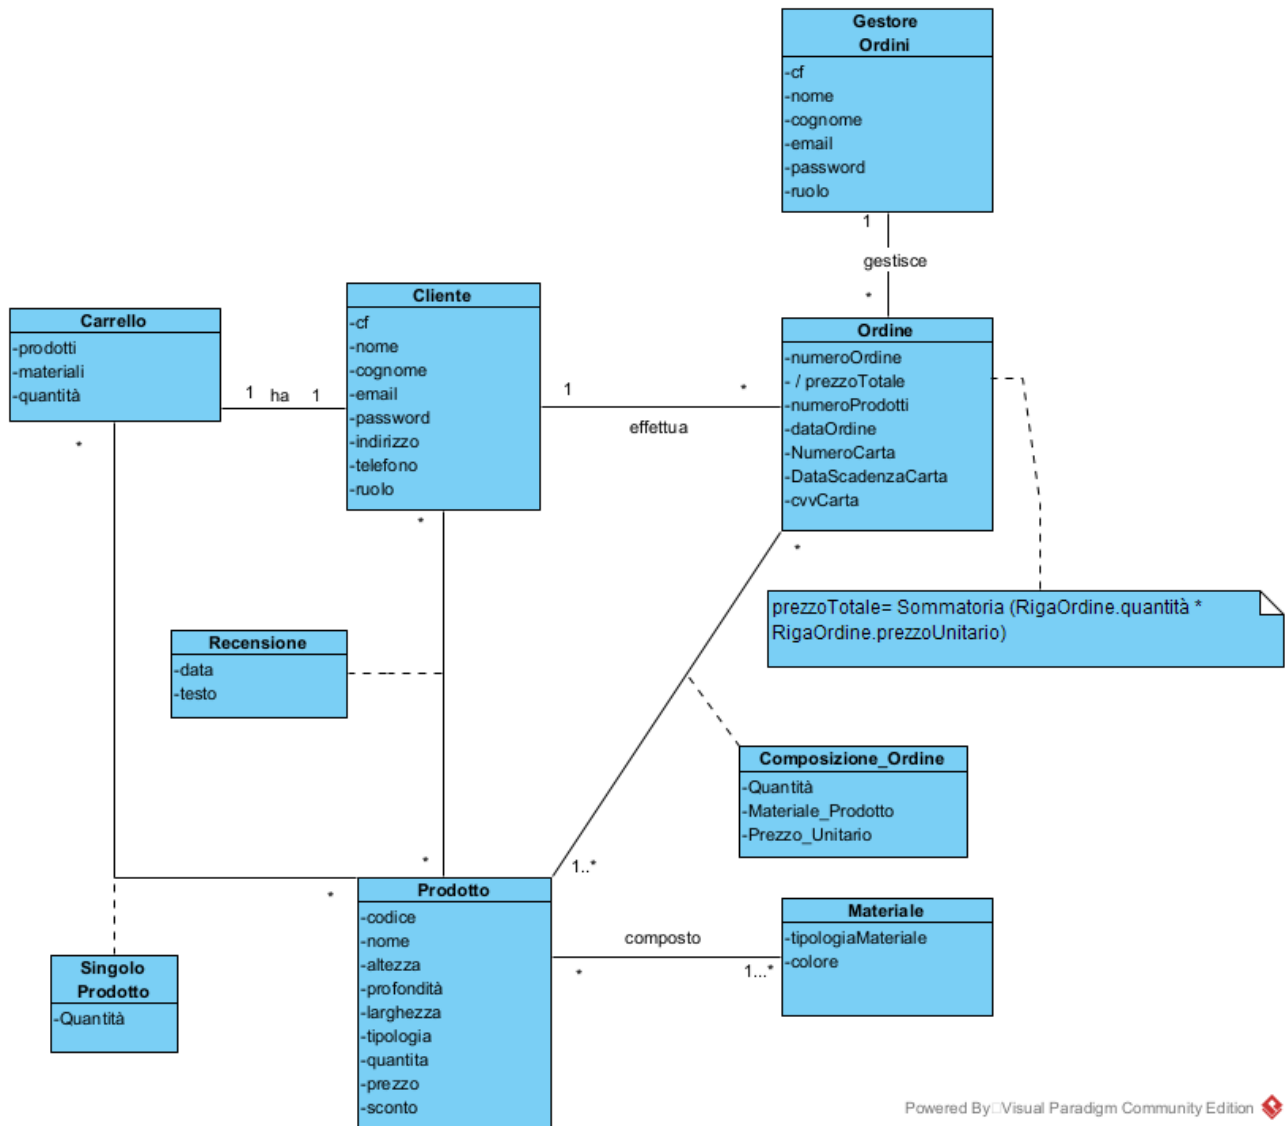 Gestore
Ordini
-cf
-nome
-cognome
-email
-password
-ruolo
1
gestisce
*
Carrello
-prodotti
-materiali
-quantità
1 ha 1
*
Cliente
-cf
-nome
-cognome
-email
-password
-indirizzo
-telefono
-ruolo
*
1
*
effettua
Ordine
-numeroOrdine
- / prezzoTotale
-numeroProdotti
-dataOrdine
-NumeroCarta
-DataScadenzaCarta
-cvvCarta
*
prezzoTotale= Sommatoria (RigaOrdine.quantità *
RigaOrdine.prezzoUnitario)
Recensione
-data
-testo
Composizione_Ordine
-Quantità
-Materiale_Prodotto
-Prezzo_Unitario
*
1..*
*
Prodotto
-codice
-nome
-altezza
-profondità
-larghezza
-tipologia
-quantita
-prezzo
-sconto
composto
*
1...*
Materiale
-tipologiaMateriale
-colore
Singolo
Prodotto
-Quantità
Powered By Visual Paradigm Community Edition